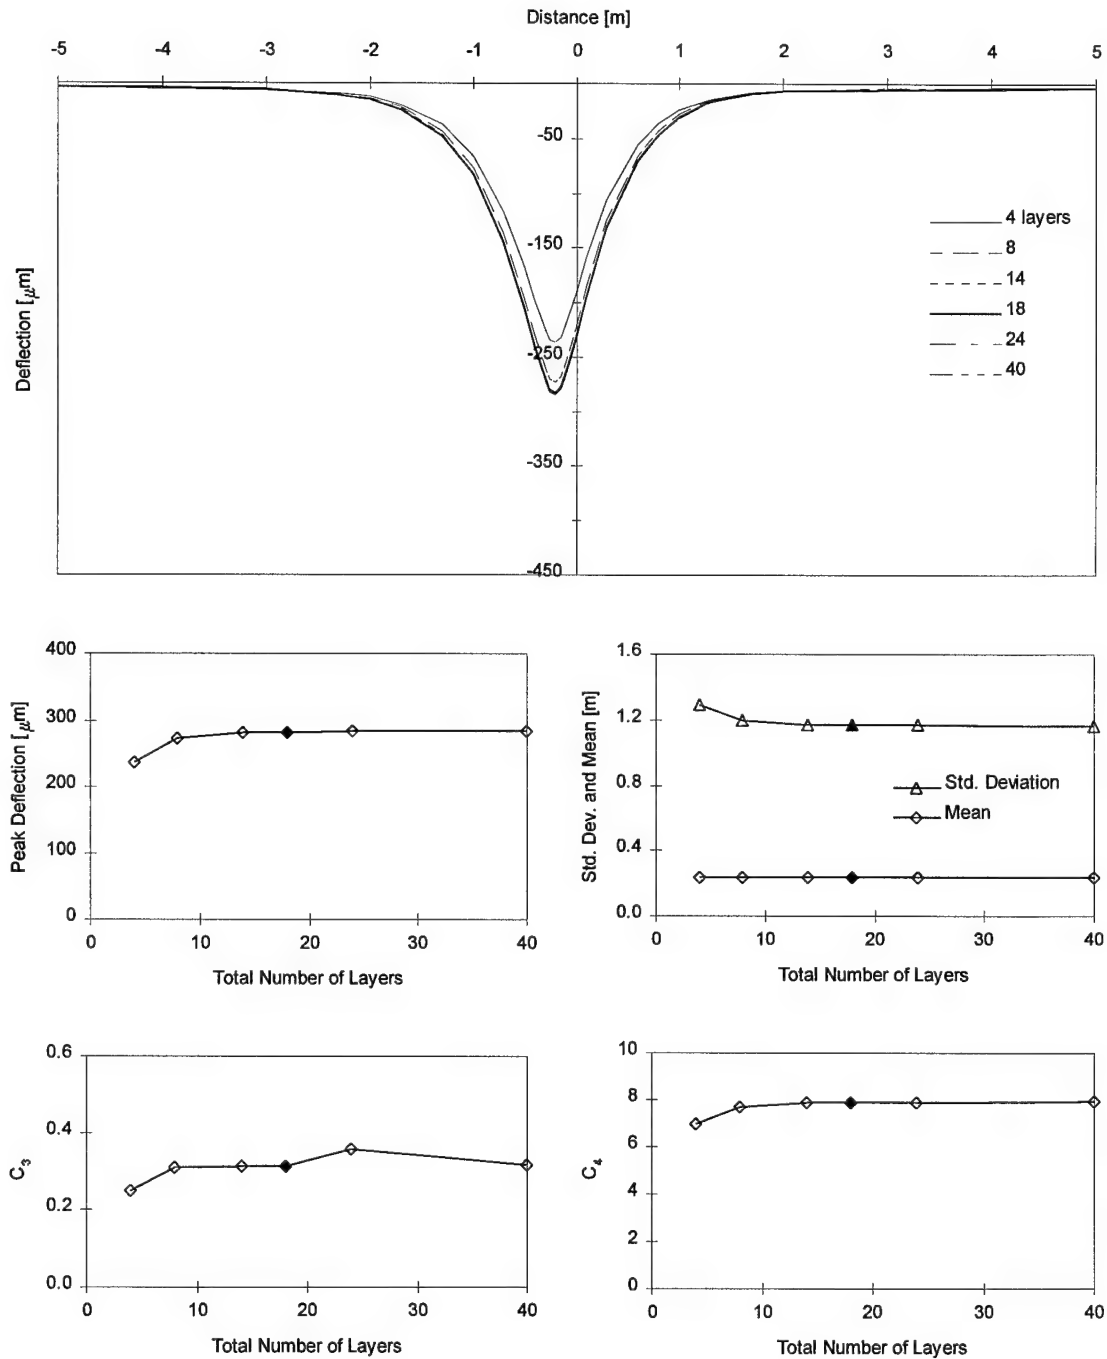 Distance [m]
-5 -4 -3 -2 -1 0 1 2 3 4 5
-50
-150
-250
-350
-450
Deflection [μm]
4 layers
8
14
18
24
40
400
300
200
100
0
Peak Deflection [μm]
0 10 20 30 40
Total Number of Layers
1.6
1.2
0.8
0.4
0.0
Std. Dev. and Mean [m]
Std. Deviation
Mean
0 10 20 30 40
Total Number of Layers
0.6
0.4
0.2
0.0
C₃
0 10 20 30 40
Total Number of Layers
10
8
6
4
2
0
C₄
0 10 20 30 40
Total Number of Layers